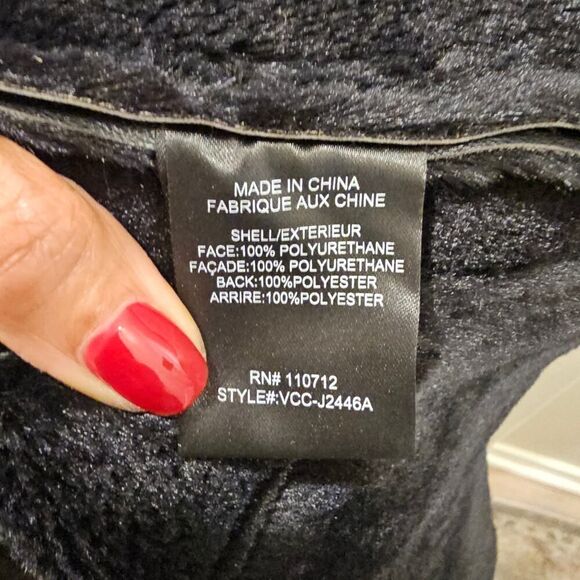 MADE IN CHINA
FABRIQUE AUX CHINE
SHELL/EXTERIEUR
FACE:100% POLYURETHANE
FAÇADE:100% POLYURETHANE
BACK:100%POLYESTER
ARRIRE:100%POLYESTER
RN# 110712
STYLE#:VCC-J2446A